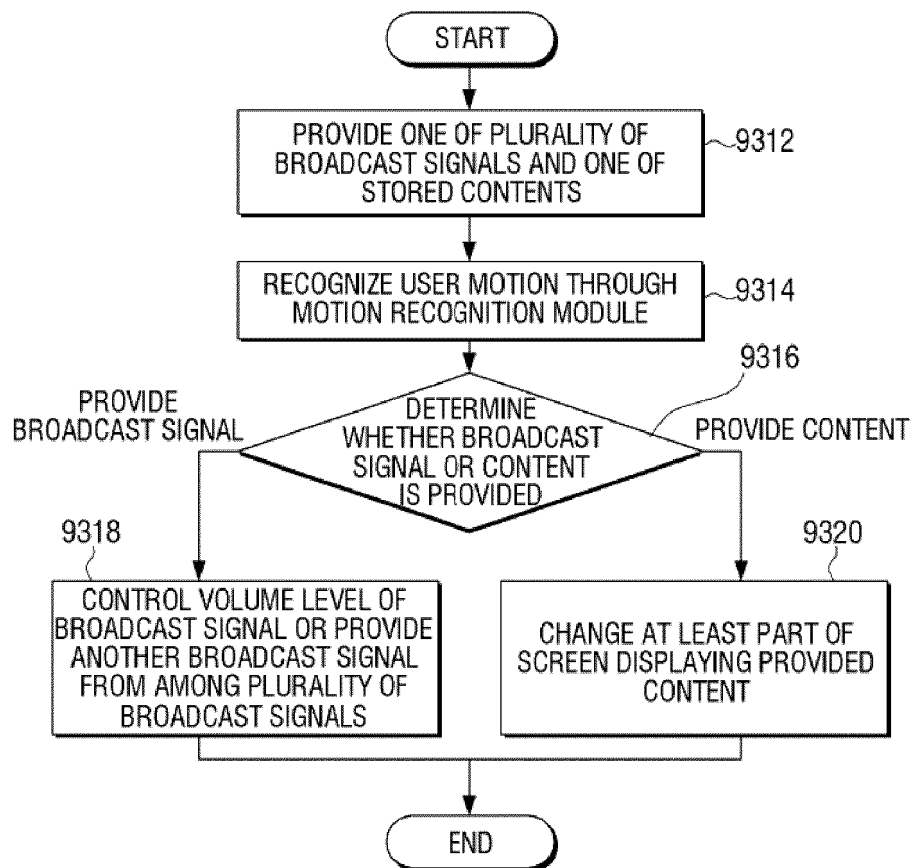 START
PROVIDE ONE OF PLURALITY OF
BROADCAST SIGNALS AND ONE OF
STORED CONTENTS
9312
RECOGNIZE USER MOTION THROUGH
MOTION RECOGNITION MODULE
9314
9316
PROVIDE
BROADCAST SIGNAL
DETERMINE
WHETHER BROADCAST
SIGNAL OR CONTENT
IS PROVIDED
PROVIDE CONTENT
9318
CONTROL VOLUME LEVEL OF
BROADCAST SIGNAL OR PROVIDE
ANOTHER BROADCAST SIGNAL
FROM AMONG PLURALITY OF
BROADCAST SIGNALS
9320
CHANGE AT LEAST PART OF
SCREEN DISPLAYING PROVIDED
CONTENT
END